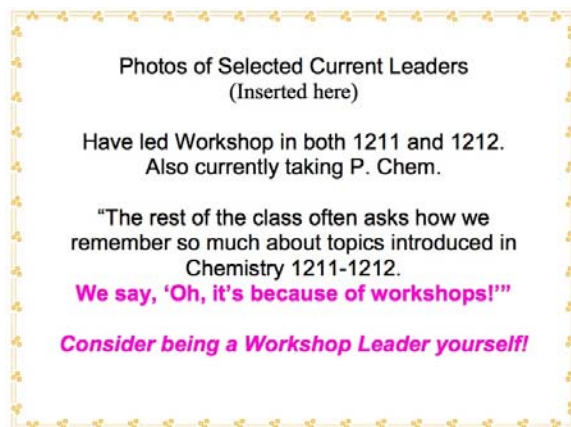 Photos of Selected Current Leaders
(Inserted here)
Have led Workshop in both 1211 and 1212.
Also currently taking P. Chem.
“The rest of the class often asks how we
remember so much about topics introduced in
Chemistry 1211-1212.
We say, ‘Oh, it’s because of workshops!’”
Consider being a Workshop Leader yourself!